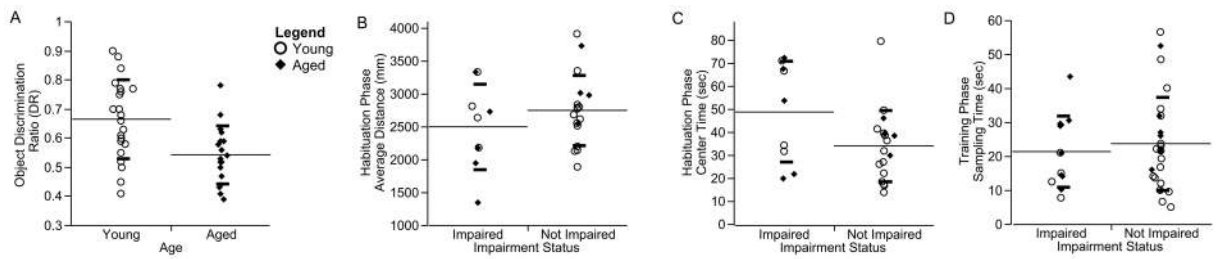 A
Object Discrimination
Ratio (DR)
1
0.9
0.8
0.7
0.6
0.5
0.4
0.3
Young
Aged
Age
Legend
Young
Aged
B
Habituation Phase
Average Distance (mm)
4000
3500
3000
2500
2000
1500
1000
Impaired
Not Impaired
Impairment Status
C
Habituation Phase
Center Time (sec)
80
70
60
50
40
30
20
10
0
Impaired
Not Impaired
Impairment Status
D
Training Phase
Sampling Time (sec)
60
50
40
30
20
10
0
Impaired
Not Impaired
Impairment Status